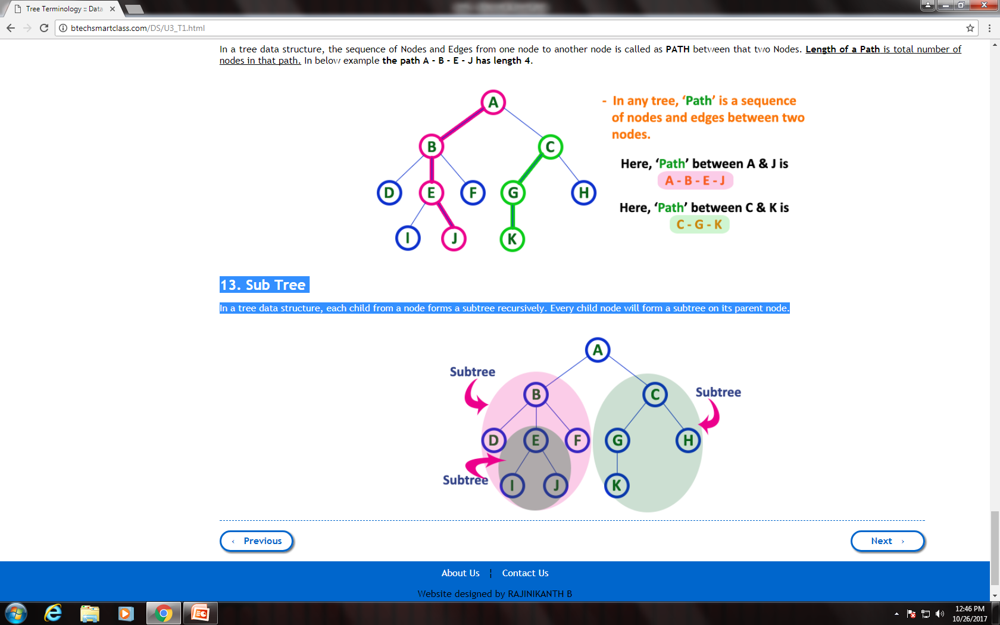 Tree Terminology :: Data
btechsmartclass.com/DS/U3_T1.html
In a tree data structure, the sequence of Nodes and Edges from one node to another node is called as PATH between that two Nodes. Length of a Path is total number of
nodes in that path. In below example the path A - B - E - J has length 4.
A
B
C
D
E
F
G
H
I
J
K
- In any tree, ‘Path’ is a sequence
of nodes and edges between two
nodes.
Here, ‘Path’ between A & J is
A - B - E - J
Here, ‘Path’ between C & K is
C - G - K
13. Sub Tree
In a tree data structure, each child from a node forms a subtree recursively. Every child node will form a subtree on its parent node.
A
Subtree
B
C
Subtree
D
E
F
G
H
Subtree
I
J
K
‹ Previous
Next ›
About Us ¦ Contact Us
Website designed by RAJINIKANTH B
12:46 PM
10/26/2017